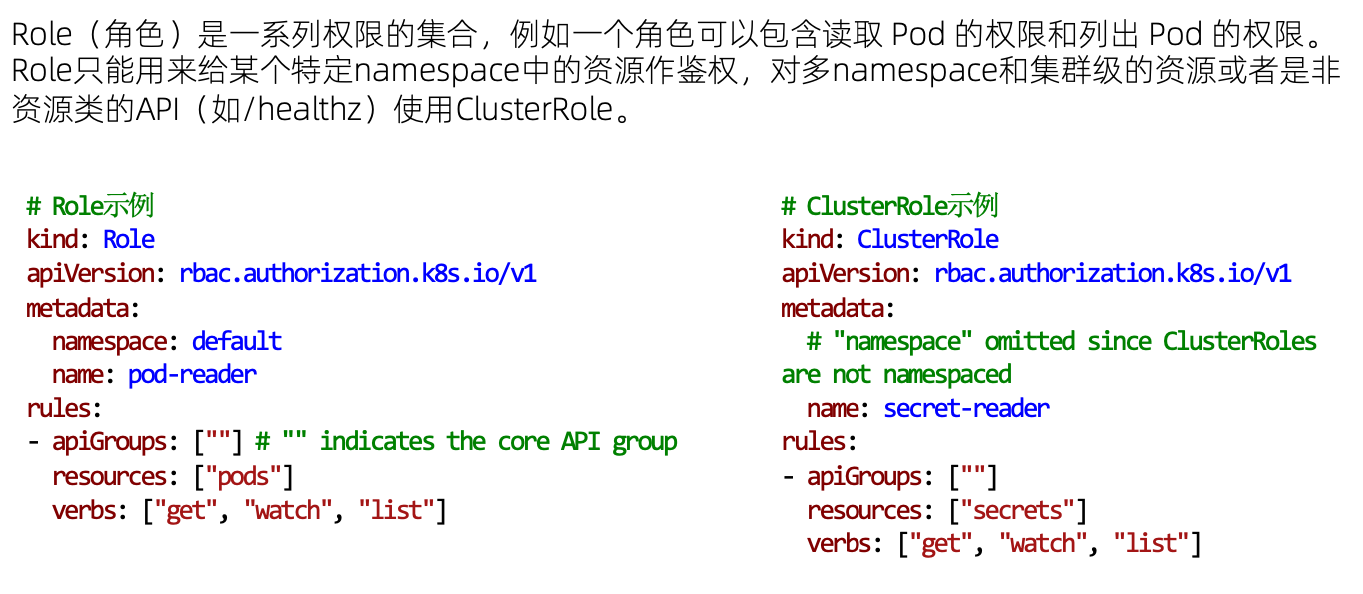 Role（角色）是一系列权限的集合，例如一个角色可以包含读取 Pod 的权限和列出 Pod 的权限。
Role只能用来给某个特定namespace中的资源作鉴权，对多namespace和集群级的资源或者是非
资源类的API（如/healthz）使用ClusterRole。
# Role示例
kind: Role
apiVersion: rbac.authorization.k8s.io/v1
metadata:
  namespace: default
  name: pod-reader
rules:
- apiGroups: [""] # "" indicates the core API group
  resources: ["pods"]
  verbs: ["get", "watch", "list"]
# ClusterRole示例
kind: ClusterRole
apiVersion: rbac.authorization.k8s.io/v1
metadata:
  # "namespace" omitted since ClusterRoles
are not namespaced
  name: secret-reader
rules:
- apiGroups: [""]
  resources: ["secrets"]
  verbs: ["get", "watch", "list"]